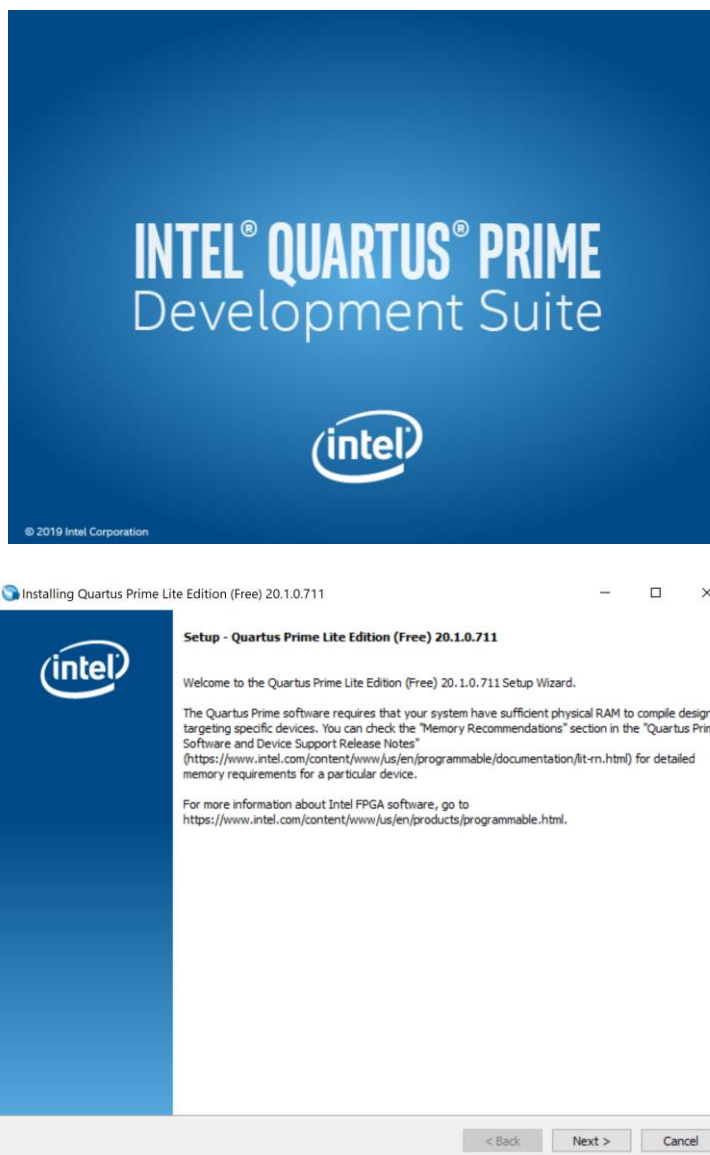 INTEL® QUARTUS® PRIME
Development Suite
intel
© 2019 Intel Corporation
Installing Quartus Prime Lite Edition (Free) 20.1.0.711
intel
Setup - Quartus Prime Lite Edition (Free) 20.1.0.711
Welcome to the Quartus Prime Lite Edition (Free) 20.1.0.711 Setup Wizard.
The Quartus Prime software requires that your system have sufficient physical RAM to compile design
targeting specific devices. You can check the "Memory Recommendations" section in the "Quartus Prim
Software and Device Support Release Notes"
(https://www.intel.com/content/www/us/en/programmable/documentation/lit-rn.html) for detailed
memory requirements for a particular device.
For more information about Intel FPGA software, go to
https://www.intel.com/content/www/us/en/products/programmable.html.
< Back
Next >
Cancel